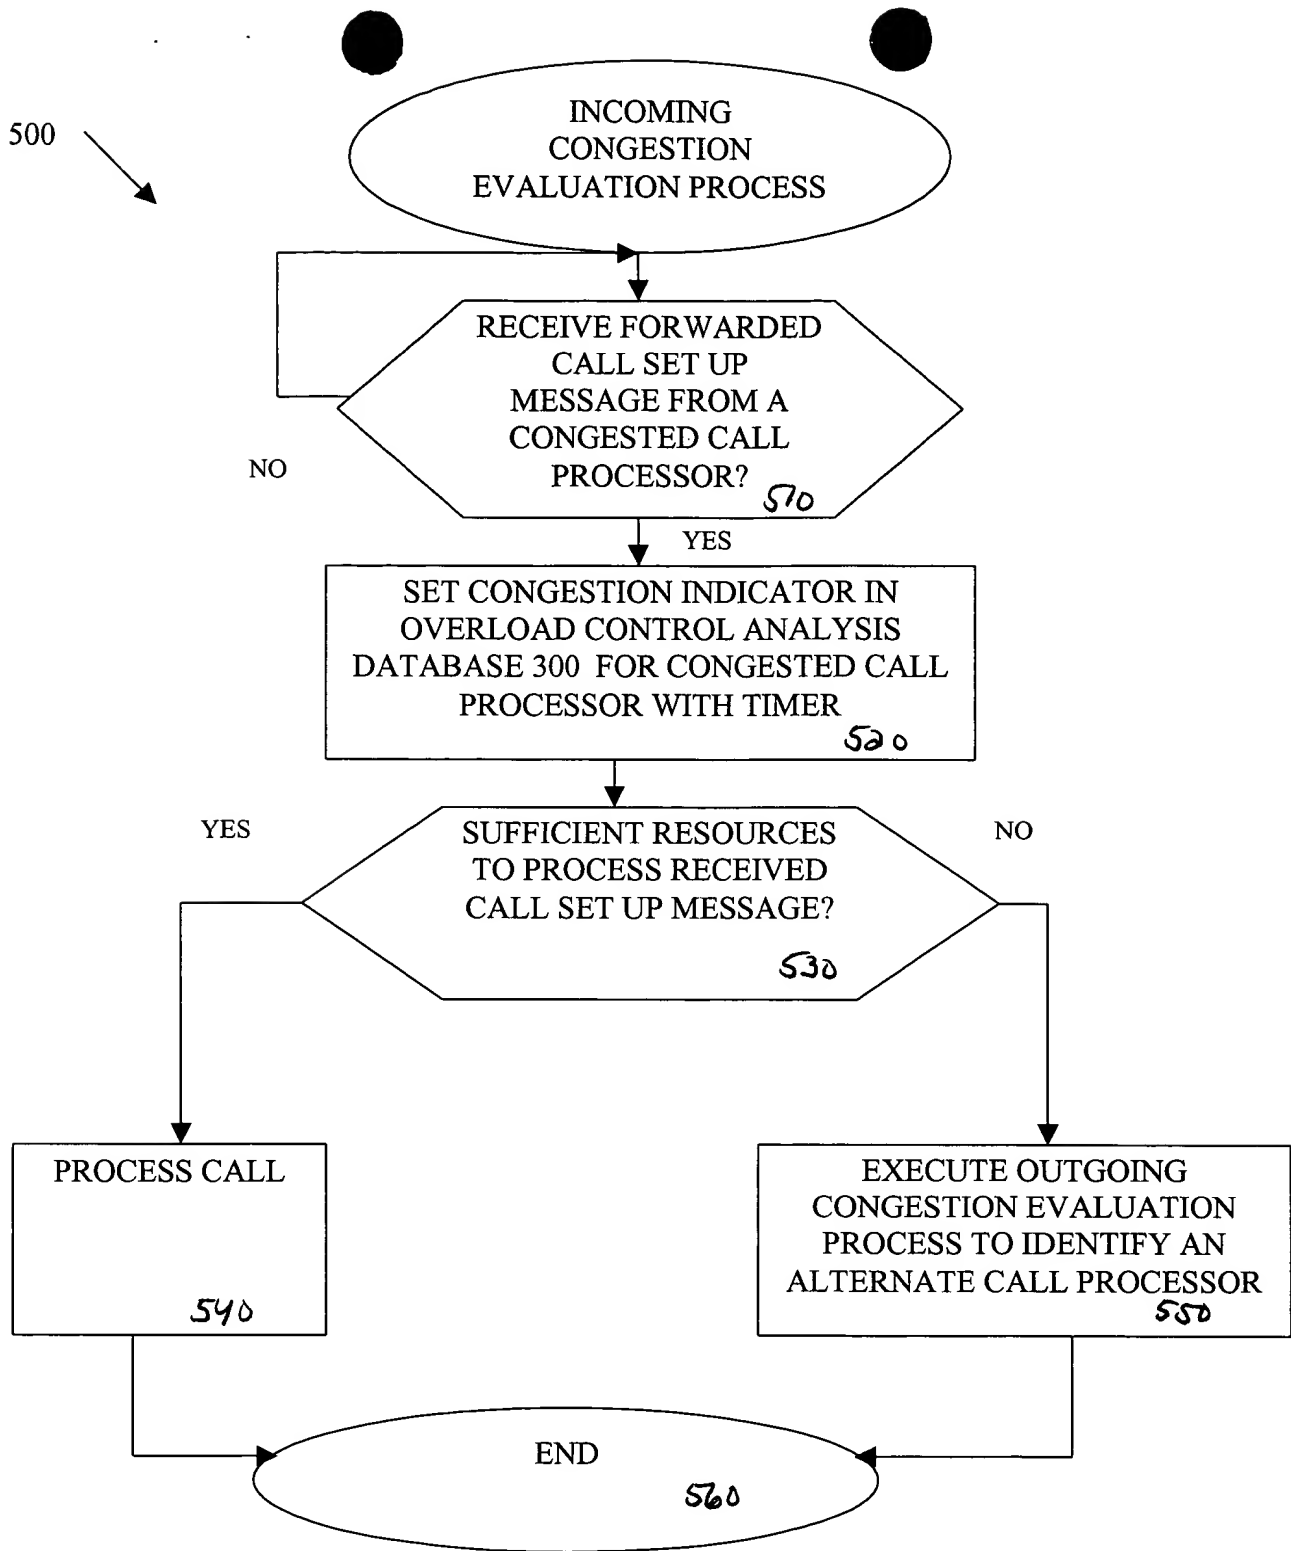 500
INCOMING
CONGESTION
EVALUATION PROCESS
RECEIVE FORWARDED
CALL SET UP
MESSAGE FROM A
CONGESTED CALL
PROCESSOR?
510
NO
YES
SET CONGESTION INDICATOR IN
OVERLOAD CONTROL ANALYSIS
DATABASE 300 FOR CONGESTED CALL
PROCESSOR WITH TIMER
520
YES
SUFFICIENT RESOURCES
TO PROCESS RECEIVED
CALL SET UP MESSAGE?
NO
530
PROCESS CALL
540
EXECUTE OUTGOING
CONGESTION EVALUATION
PROCESS TO IDENTIFY AN
ALTERNATE CALL PROCESSOR
550
END
560